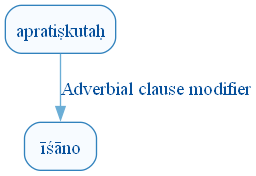 apratiṣkutaḥ
Adverbial clause modifier
īśāno